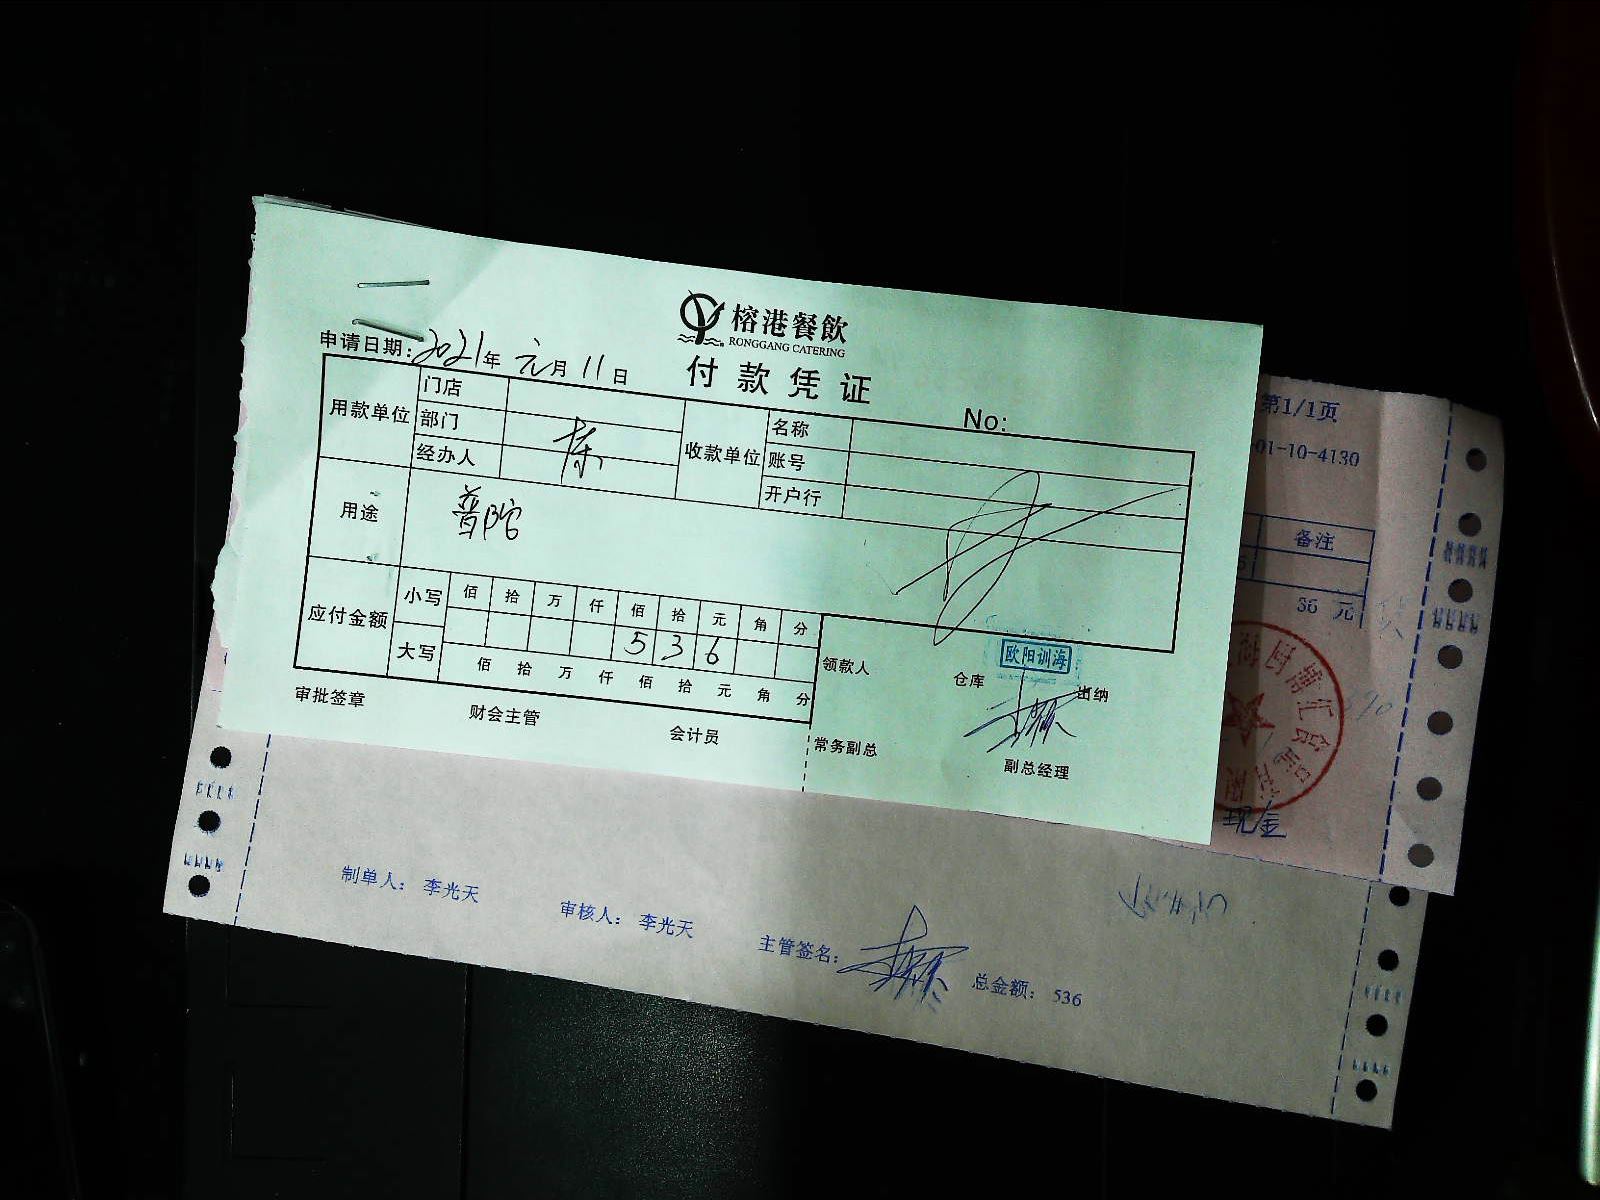 榕港餐飲
RONGGANG CATERING
付款凭证
申请日期：2021年元月11日
No:
用款单位 门店 收款单位 名称
部门 账号
经办人 开户行
用途 普陀
应付金额 小写 佰拾万仟佰拾元角分
5 3 6
大写 佰拾万仟佰拾元角分
领款人 仓库 欧阳训海 出纳
审批签章 财会主管 会计员 常务副总 副总经理
第1/1页
01-10-4130
备注
36 元
现金
制单人： 李光天 审核人： 李光天 主管签名： 总金额： 536